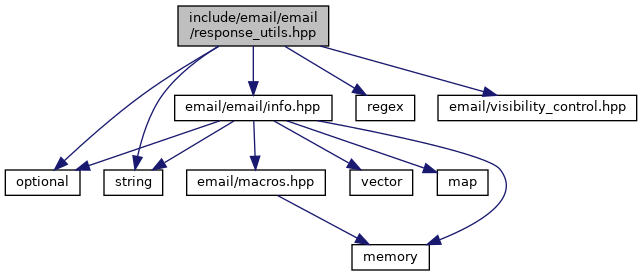 include/email/email
/response_utils.hpp
email/email/info.hpp
regex
email/visibility_control.hpp
optional
string
email/macros.hpp
vector
map
memory